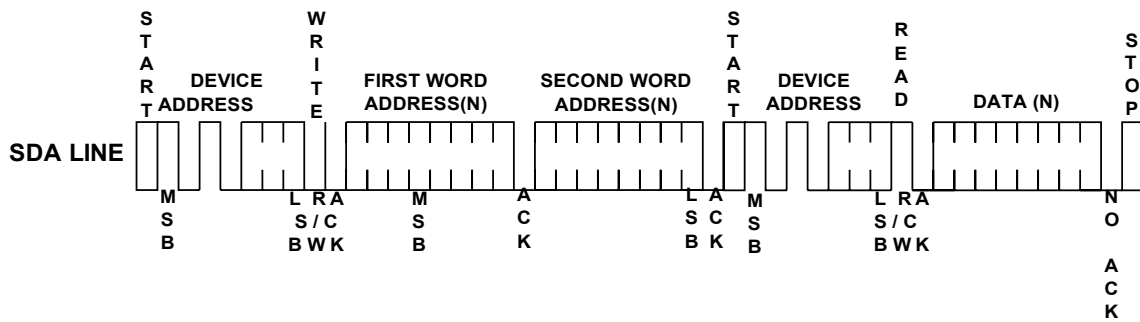 START
WRITE
START
READ
STOP
DEVICE
ADDRESS
FIRST WORD
ADDRESS(N)
SECOND WORD
ADDRESS(N)
DEVICE
ADDRESS
DATA (N)
SDA LINE
MSB
LSB
R/W
ACK
MSB
ACK
LSB
ACK
MSB
LSB
R/W
ACK
NO ACK